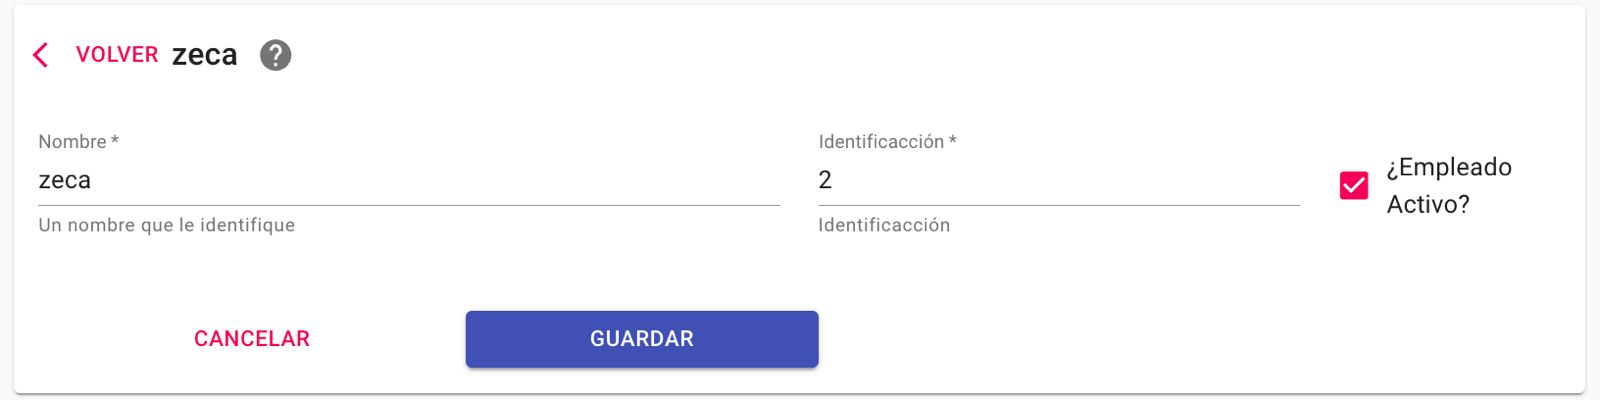 VOLVER zeca ?
Nombre *
zeca
Un nombre que le identifique
Identificacción *
2
Identificacción
¿Empleado
Activo?
CANCELAR
GUARDAR